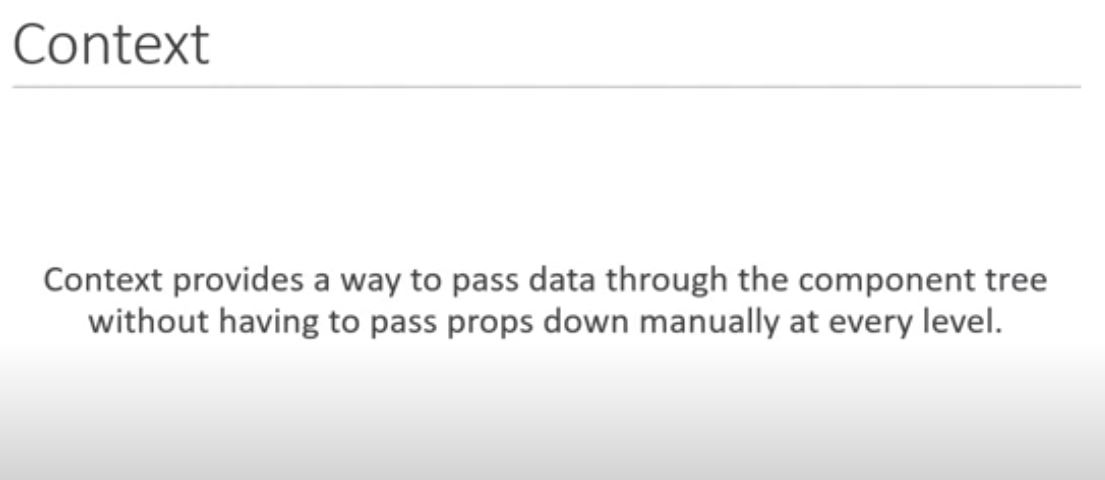 Context
Context provides a way to pass data through the component tree
without having to pass props down manually at every level.